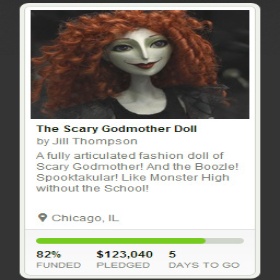 The Scary Godmother Doll
by Jill Thompson
A fully articulated fashion doll of
Scary Godmother! And the Boozle!
Spooktakular! Like Monster High
without the School!
Chicago, IL
82% $123,040 5
FUNDED PLEDGED DAYS TO GO